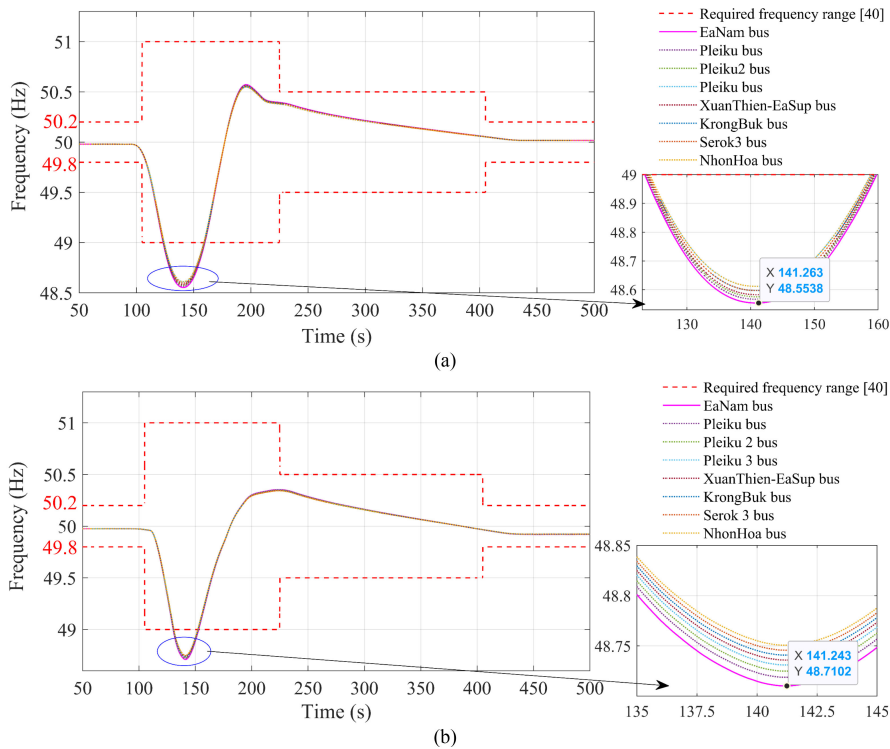 51
50.5
50.2
50
49.8
49.5
49
48.5
Frequency (Hz)
50 100 150 200 250 300 350 400 450 500
Time (s)
Required frequency range [40]
EaNam bus
Pleiku bus
Pleiku2 bus
Pleiku bus
XuanThien-EaSup bus
KrongBuk bus
Serok3 bus
NhonHoa bus
49
48.9
48.8
48.7
48.6
X 141.263
Y 48.5538
130 140 150 160
(a)
51
50.5
50.2
50
49.8
49.5
49
Frequency (Hz)
50 100 150 200 250 300 350 400 450 500
Time (s)
Required frequency range [40]
EaNam bus
Pleiku bus
Pleiku 2 bus
Pleiku 3 bus
XuanThien-EaSup bus
KrongBuk bus
Serok 3 bus
NhonHoa bus
48.85
48.8
48.75
X 141.243
Y 48.7102
135 137.5 140 142.5 145
(b)